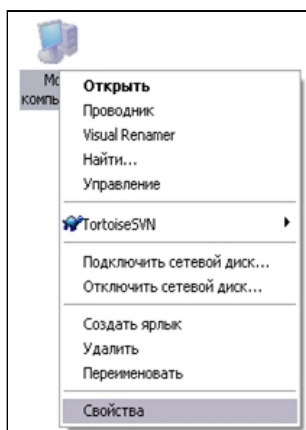 Открыть
Проводник
Visual Renamer
Найти...
Управление
TortoiseSVN
Подключить сетевой диск...
Отключить сетевой диск...
Создать ярлык
Удалить
Переименовать
Свойства